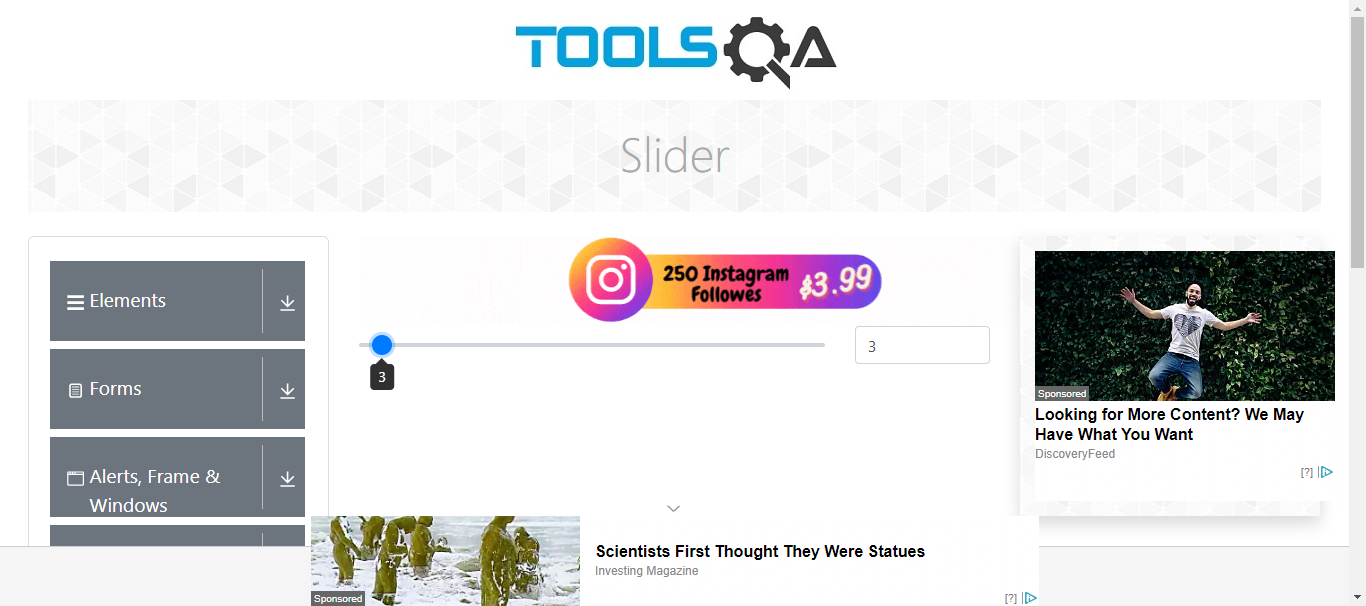 TOOLSQA
Slider
Elements
Forms
Alerts, Frame &
Windows
250 Instagram
Followes
$3.99
3
3
Sponsored
Looking for More Content? We May
Have What You Want
DiscoveryFeed
[?]
Scientists First Thought They Were Statues
Investing Magazine
Sponsored
[?]